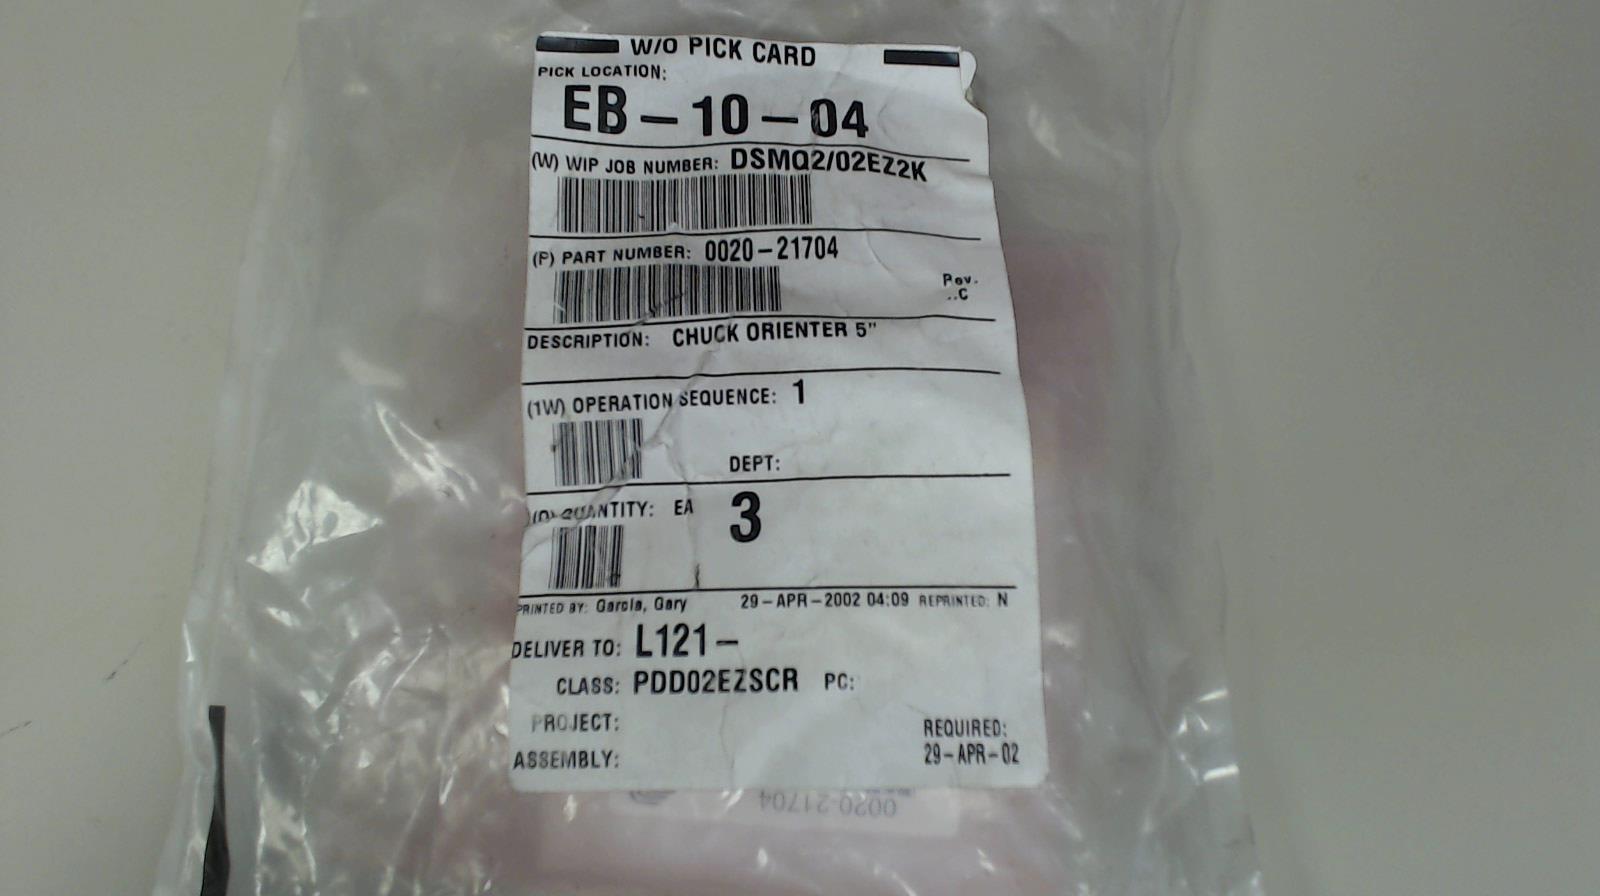 W/O PICK CARD
PICK LOCATION:
EB-10-04
(W) WIP JOB NUMBER: DSMQ2/02EZ2K
(P) PART NUMBER: 0020-21704
Rev.
..C
DESCRIPTION: CHUCK ORIENTER 5"
(1W) OPERATION SEQUENCE: 1
DEPT:
(Q) QUANTITY: EA 3
PRINTED BY: Garcia, Gary 29-APR-2002 04:09 REPRINTED: N
DELIVER TO: L121-
CLASS: PDD02EZSCR PC:
PROJECT:
REQUIRED:
ASSEMBLY:
29-APR-02
0020-21704